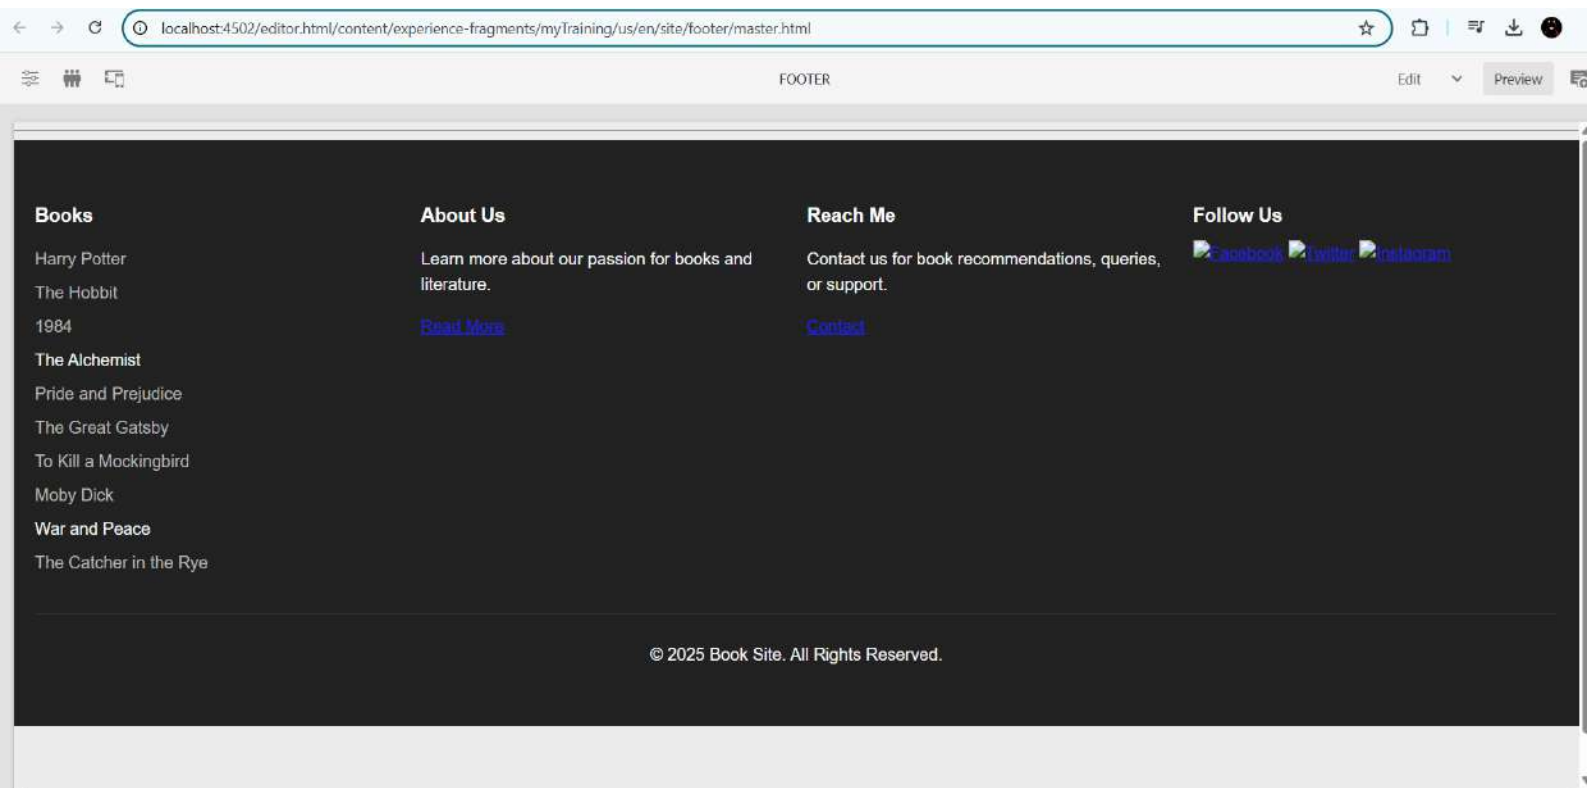 localhost:4502/editor.html/content/experience-fragments/myTraining/us/en/site/footer/master.html
FOOTER
Edit
Preview
Books
Harry Potter
The Hobbit
1984
The Alchemist
Pride and Prejudice
The Great Gatsby
To Kill a Mockingbird
Moby Dick
War and Peace
The Catcher in the Rye
About Us
Learn more about our passion for books and
literature.
Read More
Reach Me
Contact us for book recommendations, queries,
or support.
Contact
Follow Us
Facebook Twitter Instagram
© 2025 Book Site. All Rights Reserved.